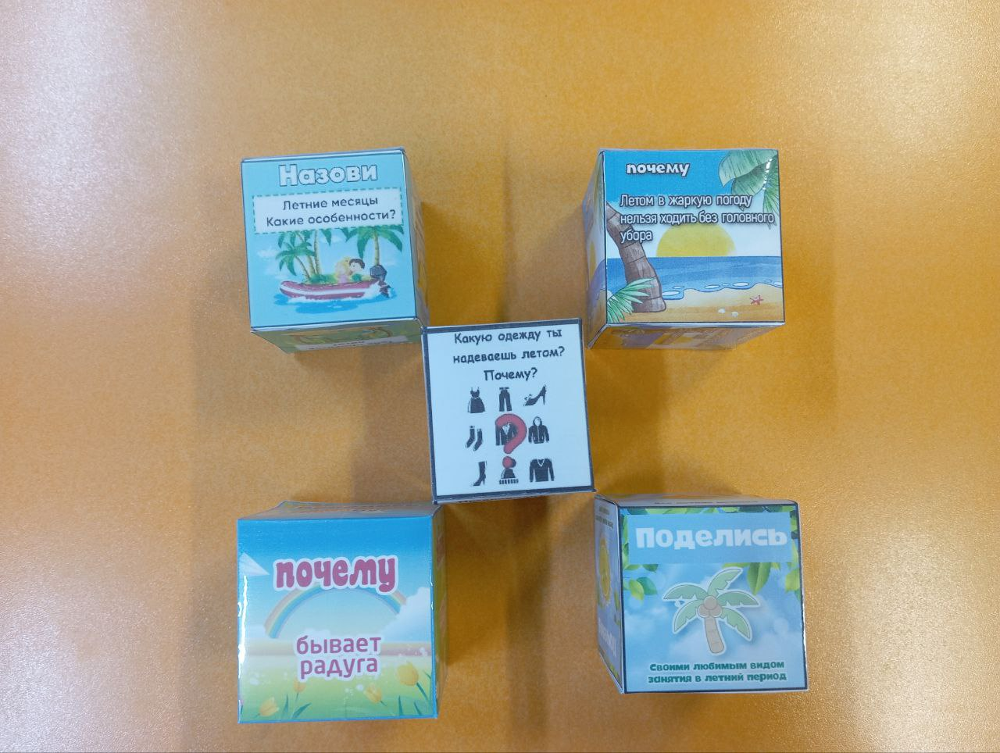 Назови
Летние месяцы
Какие особенности?
почему
Летом в жаркую погоду
нельзя ходить без головного
убора
Какую одежду ты
надеваешь летом?
Почему?
почему
бывает
радуга
Поделись
Своими любимым видом
занятия в летний период